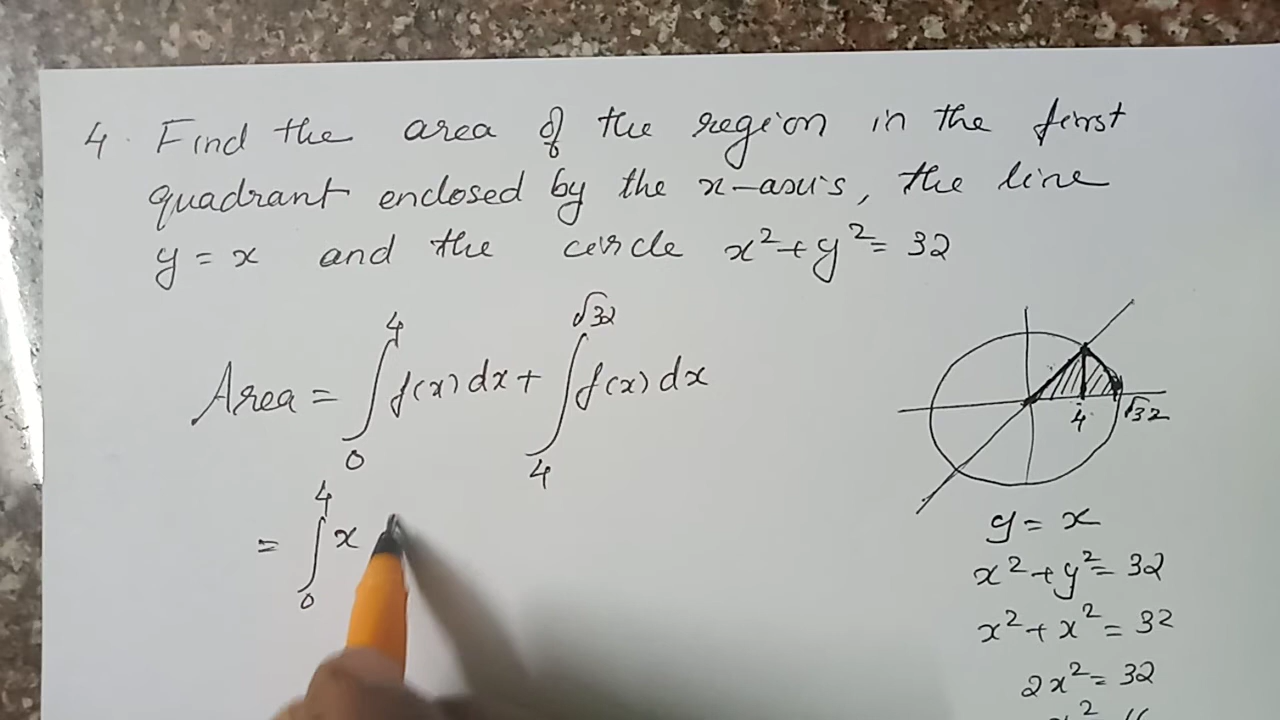 4. Find the area of the region in the first
quadrant enclosed by the x-axis, the line
y = x and the circle x² + y² = 32
Area = ∫₀⁴ f(x) dx + ∫₄^√32 f(x) dx
= ∫₀⁴ x
4 √32
y = x
x² + y² = 32
x² + x² = 32
2x² = 32